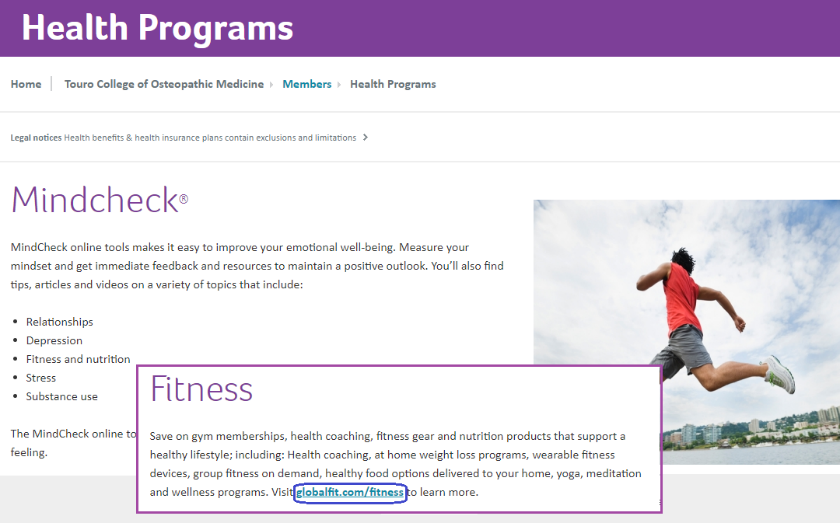 Health Programs
Home | Touro College of Osteopathic Medicine › Members › Health Programs
Legal notices Health benefits & health insurance plans contain exclusions and limitations >
Mindcheck®
MindCheck online tools makes it easy to improve your emotional well-being. Measure your
mindset and get immediate feedback and resources to maintain a positive outlook. You'll also find
tips, articles and videos on a variety of topics that include:
• Relationships
• Depression
• Fitness and nutrition
• Stress
• Substance use
The MindCheck online to
feeling.
Fitness
Save on gym memberships, health coaching, fitness gear and nutrition products that support a
healthy lifestyle; including: Health coaching, at home weight loss programs, wearable fitness
devices, group fitness on demand, healthy food options delivered to your home, yoga, meditation
and wellness programs. Visit globalfit.com/fitness to learn more.